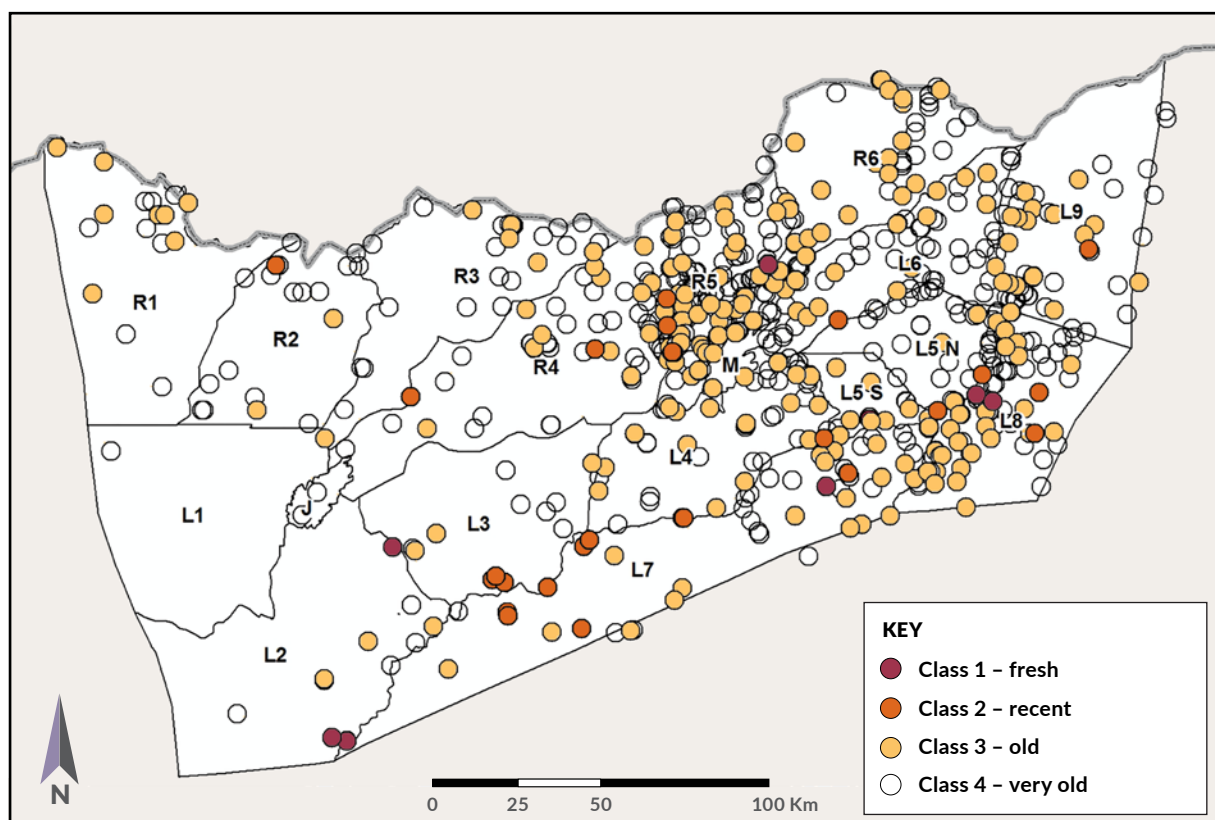 R6
L9
R3
R5
L6
R1
R2
L5 N
R4
M
L5 S
L8
L4
L1
J
L3
L7
L2
KEY
Class 1 – fresh
Class 2 – recent
Class 3 – old
Class 4 – very old
N
0 25 50 100 Km